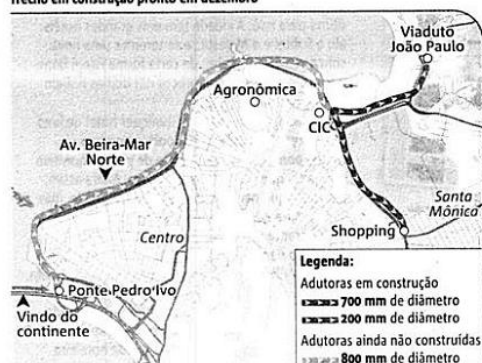 Trecho em construção pronto em dezembro
Viaduto
João Paulo
Agronômica
CIC
Av. Beira-Mar
Norte
Santa
Mônica
Centro
Shopping
Ponte Pedro Ivo
Vindo do
continente
Legenda:
Adutoras em construção
700 mm de diâmetro
200 mm de diâmetro
Adutoras ainda não construídas
800 mm de diâmetro